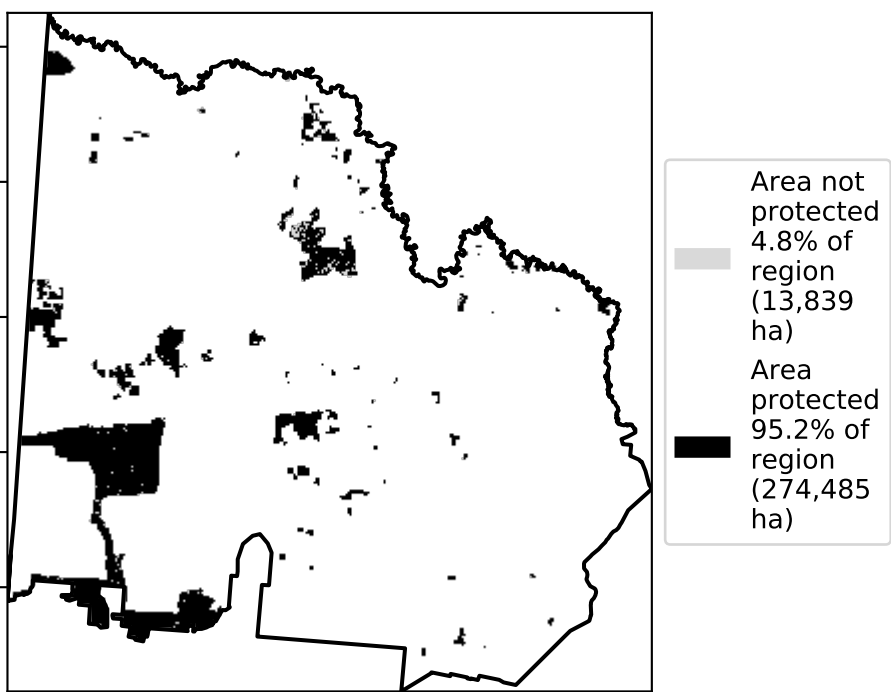 Area not
protected
4.8% of
region
(13,839
ha)
Area
protected
95.2% of
region
(274,485
ha)